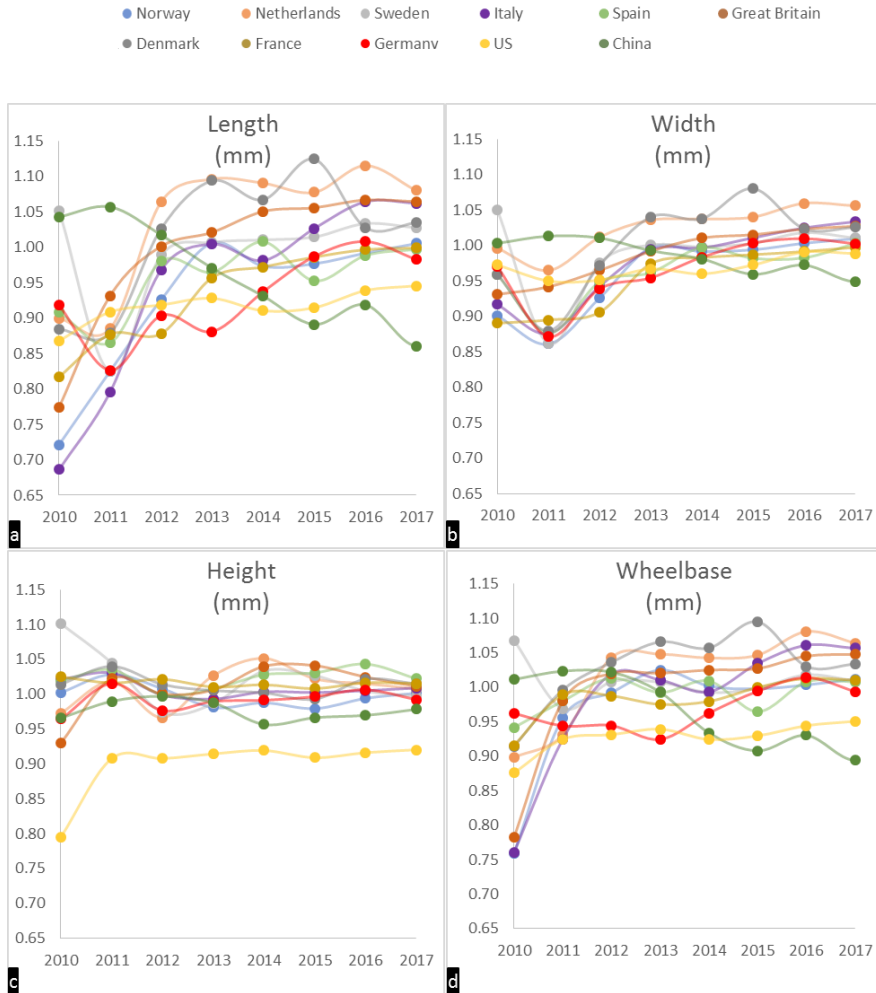 Norway Netherlands Sweden Italy Spain Great Britain
Denmark France Germanv US China
Length
(mm)
1.15
1.10
1.05
1.00
0.95
0.90
0.85
0.80
0.75
0.70
0.65
2010 2011 2012 2013 2014 2015 2016 2017
a
Width
(mm)
1.15
1.10
1.05
1.00
0.95
0.90
0.85
0.80
0.75
0.70
0.65
2010 2011 2012 2013 2014 2015 2016 2017
b
Height
(mm)
1.15
1.10
1.05
1.00
0.95
0.90
0.85
0.80
0.75
0.70
0.65
2010 2011 2012 2013 2014 2015 2016 2017
c
Wheelbase
(mm)
1.15
1.10
1.05
1.00
0.95
0.90
0.85
0.80
0.75
0.70
0.65
2010 2011 2012 2013 2014 2015 2016 2017
d